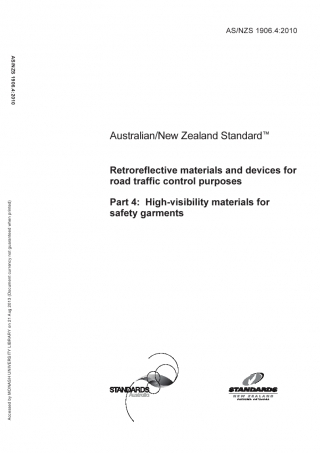 AS/NZS 1906.4:2010
AS/NZS 1906.4:2010
Australian/New Zealand Standard™
Retroreflective materials and devices for
road traffic control purposes
Part 4: High-visibility materials for
safety garments
Accessed by MONASH UNIVERSITY LIBRARY on 21 Aug 2010 (Document currency not guaranteed when printed)
STANDARDS
Australia
STANDARDS
NEW ZEALAND